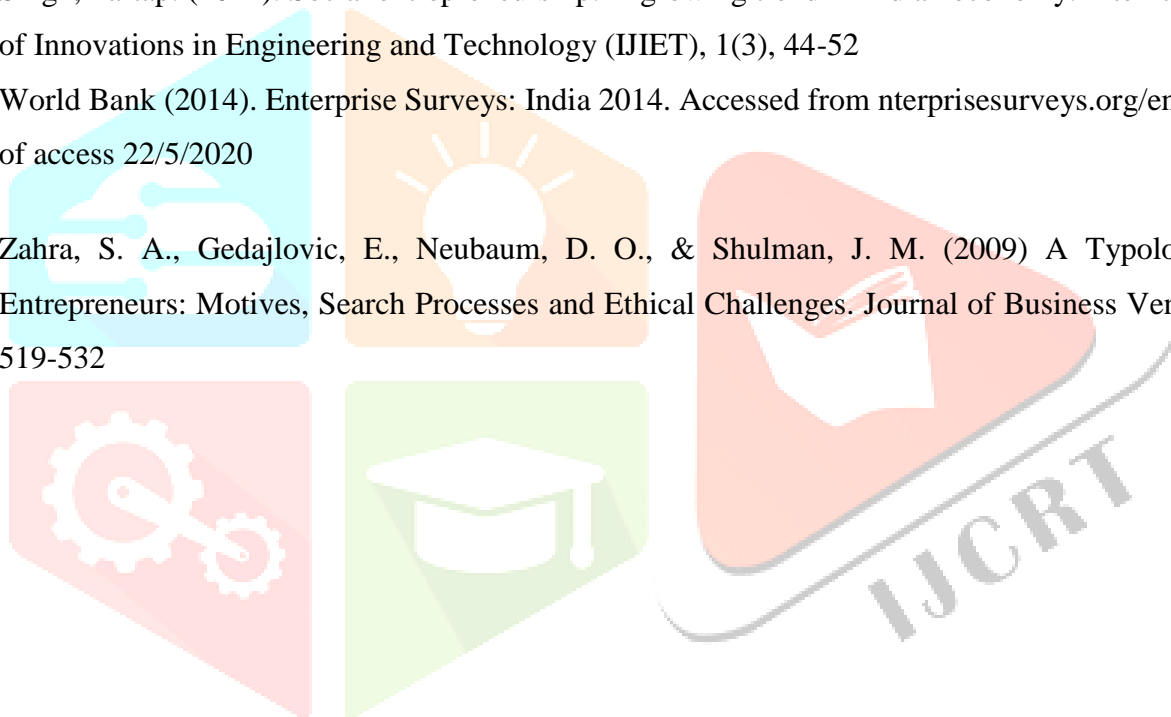 of Innovations in Engineering and Technology (IJIET), 1(3), 44-52
World Bank (2014). Enterprise Surveys: India 2014. Accessed from nterprisesurveys.org/en
of access 22/5/2020
Zahra, S. A., Gedajlovic, E., Neubaum, D. O., & Shulman, J. M. (2009) A Typolo
Entrepreneurs: Motives, Search Processes and Ethical Challenges. Journal of Business Ven
519-532
IJCRT